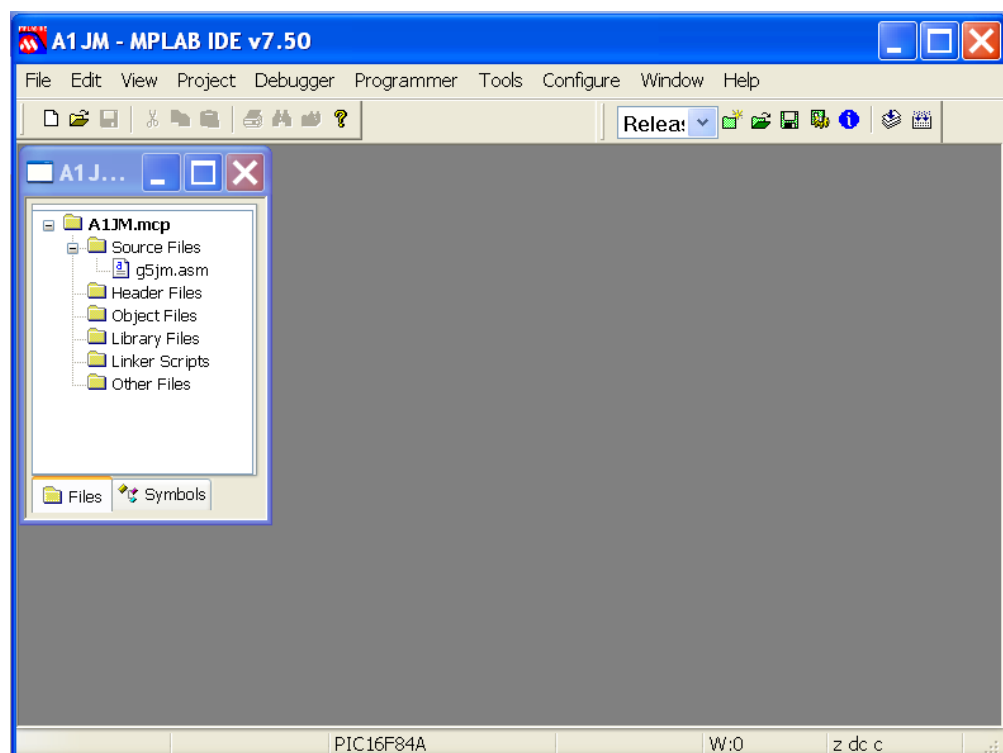 A1JM - MPLAB IDE v7.50
File Edit View Project Debugger Programmer Tools Configure Window Help
Releas
A1J...
A1JM.mcp
Source Files
g5jm.asm
Header Files
Object Files
Library Files
Linker Scripts
Other Files
Files Symbols
PIC16F84A W:0 z dc c